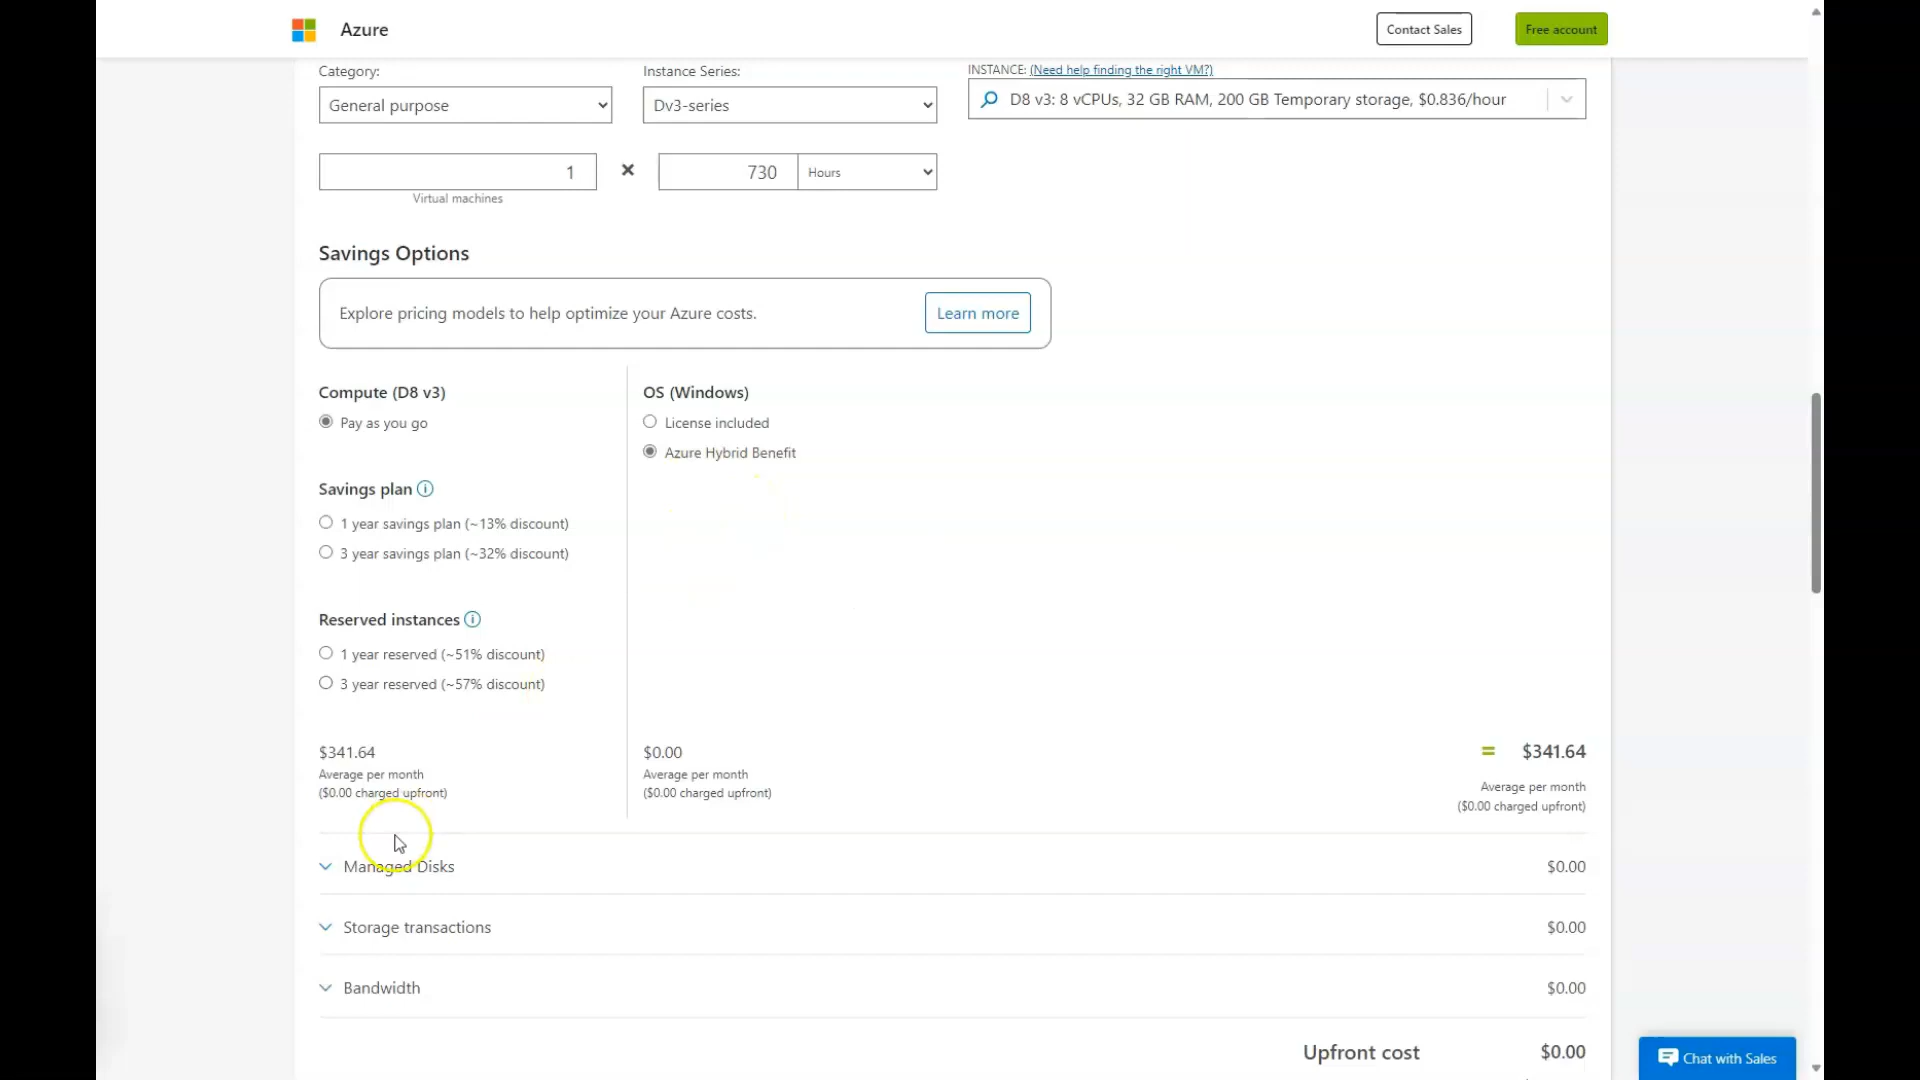 Azure
Contact Sales
Free account
Category:
Instance Series:
INSTANCE: (Need help finding the right VM?)
General purpose
Dv3-series
D8 v3: 8 vCPUs, 32 GB RAM, 200 GB Temporary storage, $0.836/hour
1
730
Hours
Virtual machines
Savings Options
Explore pricing models to help optimize your Azure costs.
Learn more
Compute (D8 v3)
OS (Windows)
Pay as you go
License included
Azure Hybrid Benefit
Savings plan
1 year savings plan (~13% discount)
3 year savings plan (~32% discount)
Reserved instances
1 year reserved (~51% discount)
3 year reserved (~57% discount)
$341.64
Average per month
($0.00 charged upfront)
$0.00
Average per month
($0.00 charged upfront)
= $341.64
Average per month
($0.00 charged upfront)
Managed Disks
$0.00
Storage transactions
$0.00
Bandwidth
$0.00
Upfront cost
$0.00
Chat with Sales